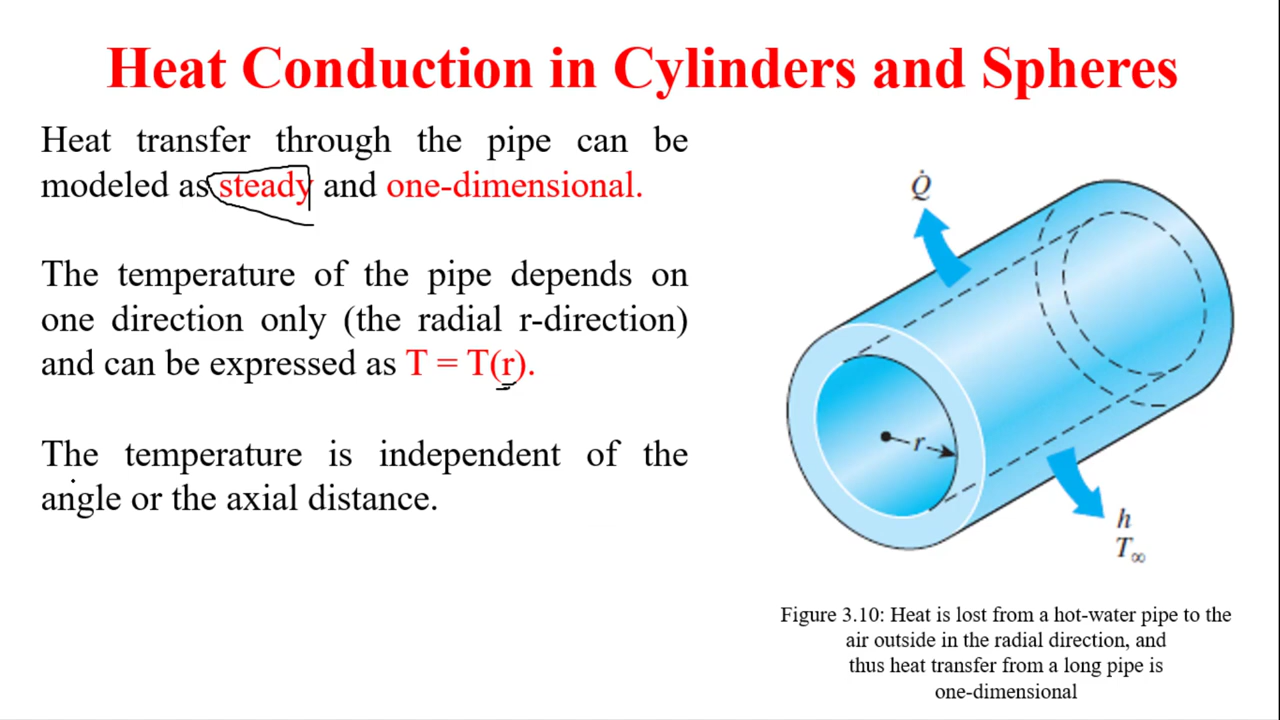 Heat Conduction in Cylinders and Spheres
Heat transfer through the pipe can be
modeled as steady and one-dimensional.
The temperature of the pipe depends on
one direction only (the radial r-direction)
and can be expressed as T = T(r).
The temperature is independent of the
angle or the axial distance.
Q̇
r
h
T∞
Figure 3.10: Heat is lost from a hot-water pipe to the
air outside in the radial direction, and
thus heat transfer from a long pipe is
one-dimensional